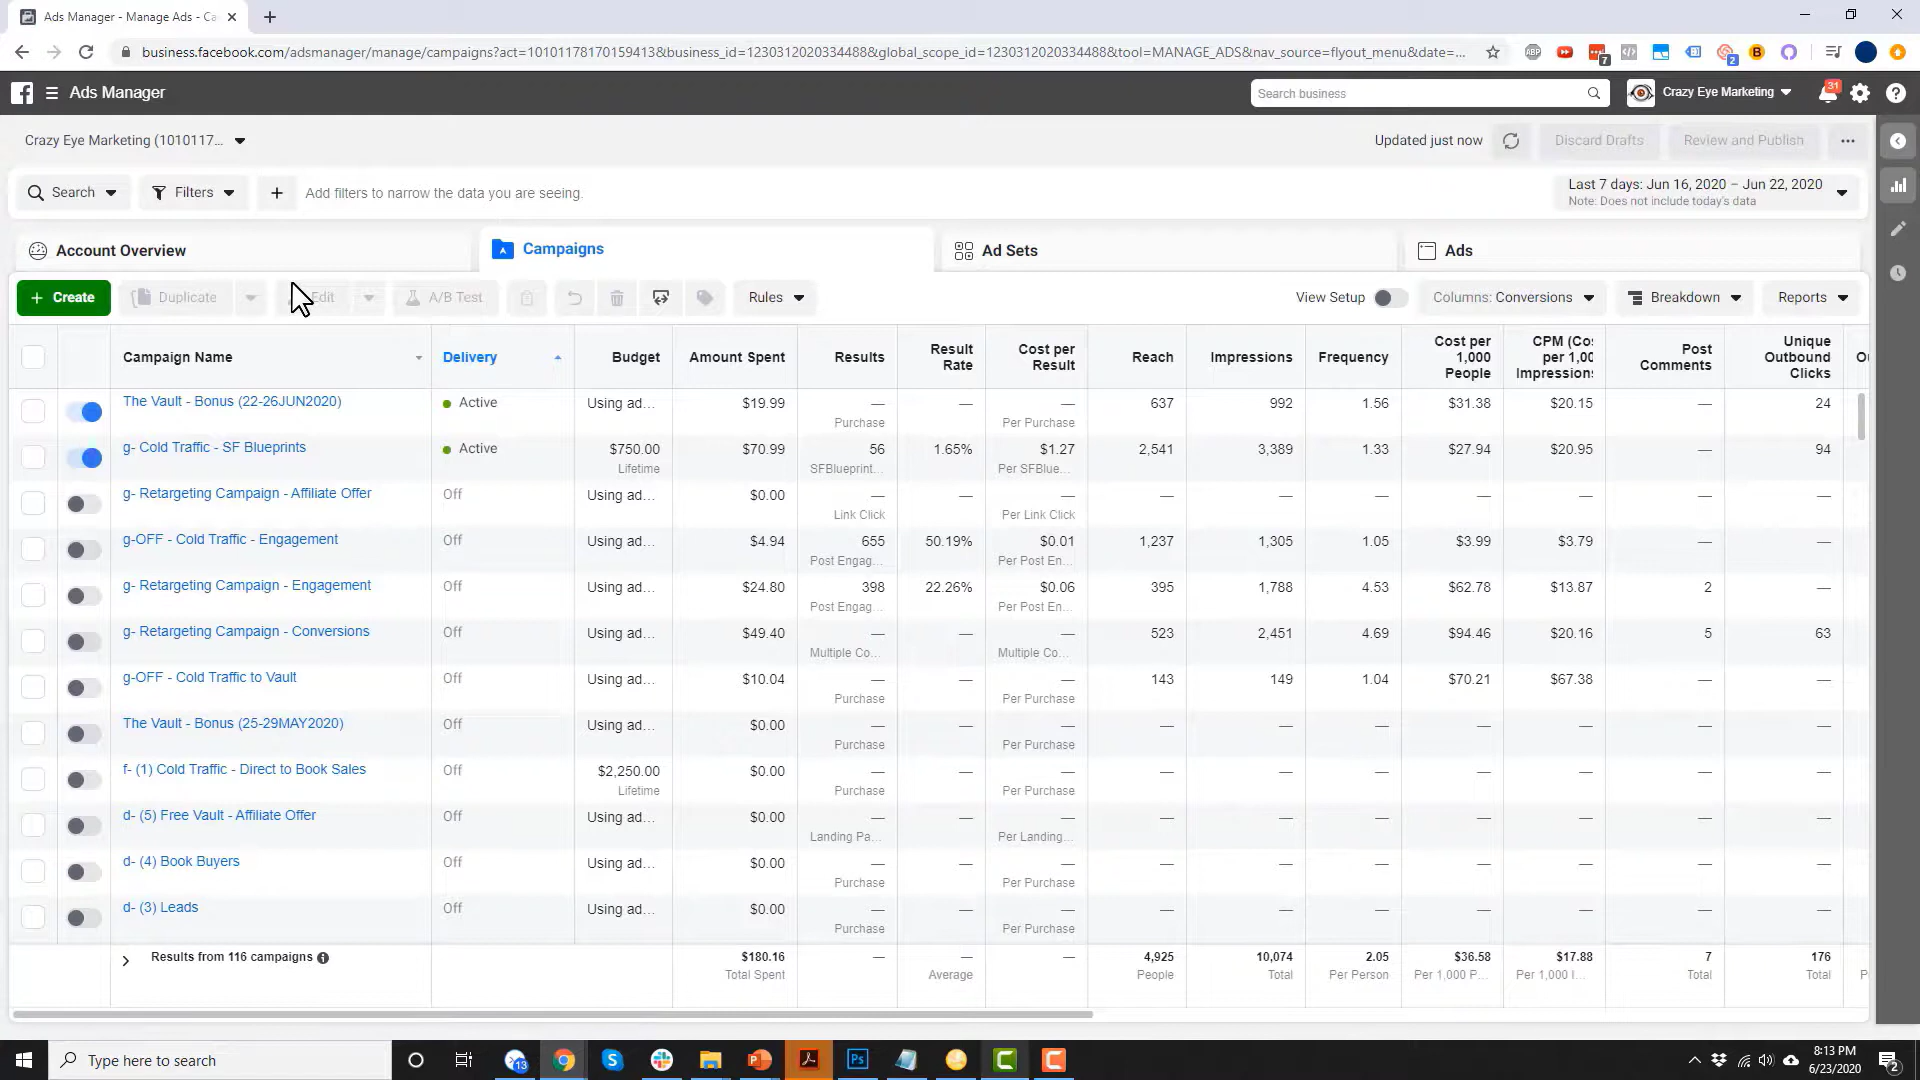 Ads Manager - Manage Ads - Ca
business.facebook.com/adsmanager/manage/campaigns?act=10101178170159413&business_id=1230312020334488&global_scope_id=1230312020334488&tool=MANAGE_ADS&nav_source=flyout_menu&date=...
ABP
7
2
B
Ads Manager
Search business
Crazy Eye Marketing
31
Crazy Eye Marketing (1010117...
Updated just now
Discard Drafts
Review and Publish
Search
Filters
Add filters to narrow the data you are seeing.
Last 7 days: Jun 16, 2020 – Jun 22, 2020
Note: Does not include today's data
Account Overview
Campaigns
Ad Sets
Ads
+ Create
Duplicate
Edit
A/B Test
Rules
View Setup
Columns: Conversions
Breakdown
Reports
Campaign Name
Delivery
Budget
Amount Spent
Results
Result Rate
Cost per Result
Reach
Impressions
Frequency
Cost per 1,000 People
CPM (Cos per 1,00 Impressions
Post Comments
Unique Outbound Clicks
The Vault - Bonus (22-26JUN2020) Active Using ad... $19.99 — — — 637 992 1.56 $31.38 $20.15 — 24
Purchase Per Purchase
g- Cold Traffic - SF Blueprints Active $750.00 $70.99 56 1.65% $1.27 2,541 3,389 1.33 $27.94 $20.95 — 94
Lifetime SFBlueprint... Per SFBlue...
g- Retargeting Campaign - Affiliate Offer Off Using ad... $0.00 — — — — — — — — — —
Link Click Per Link Click
g-OFF - Cold Traffic - Engagement Off Using ad... $4.94 655 50.19% $0.01 1,237 1,305 1.05 $3.99 $3.79 — —
Post Engag... Per Post En...
g- Retargeting Campaign - Engagement Off Using ad... $24.80 398 22.26% $0.06 395 1,788 4.53 $62.78 $13.87 2 —
Post Engag... Per Post En...
g- Retargeting Campaign - Conversions Off Using ad... $49.40 — — — 523 2,451 4.69 $94.46 $20.16 5 63
Multiple Co... Multiple Co...
g-OFF - Cold Traffic to Vault Off Using ad... $10.04 — — — 143 149 1.04 $70.21 $67.38 — —
Purchase Per Purchase
The Vault - Bonus (25-29MAY2020) Off Using ad... $0.00 — — — — — — — — — —
Purchase Per Purchase
f- (1) Cold Traffic - Direct to Book Sales Off $2,250.00 $0.00 — — — — — — — — — —
Lifetime Purchase Per Purchase
d- (5) Free Vault - Affiliate Offer Off Using ad... $0.00 — — — — — — — — — —
Landing Pa... Per Landing...
d- (4) Book Buyers Off Using ad... $0.00 — — — — — — — — — —
Purchase Per Purchase
d- (3) Leads Off Using ad... $0.00 — — — — — — — — — —
Purchase Per Purchase
Results from 116 campaigns $180.16 — — — 4,925 10,074 2.05 $36.58 $17.88 7 176
Total Spent Average People Total Per Person Per 1,000 P... Per 1,000 I... Total Total
Type here to search
13
Ps
8:13 PM
6/23/2020
2